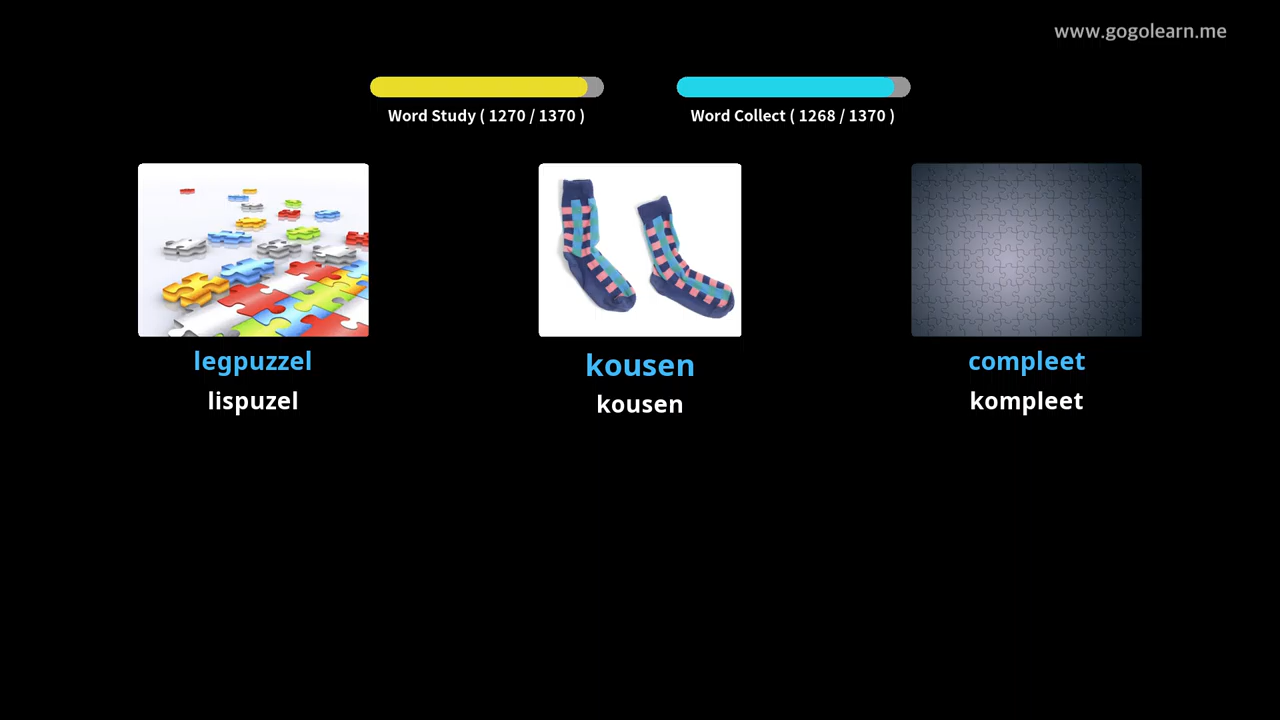 www.gogolearn.me
Word Study ( 1270 / 1370 )
Word Collect ( 1268 / 1370 )
legpuzzel
lispuzel
kousen
kousen
compleet
kompleet